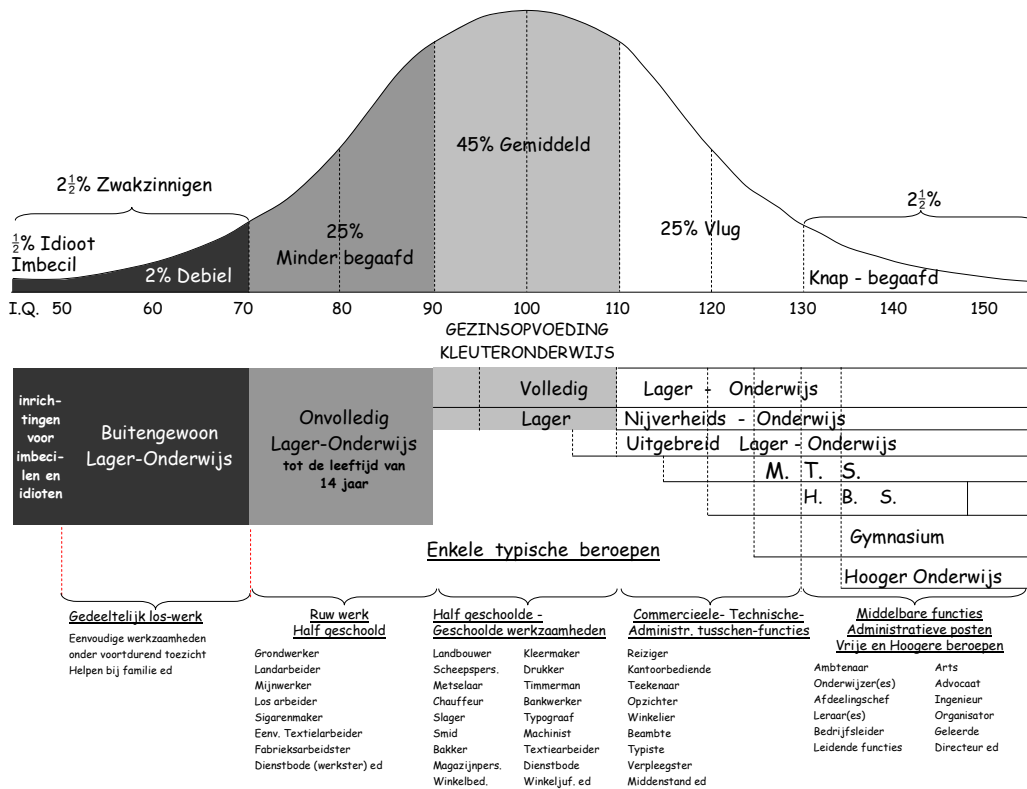 45% Gemiddeld
2½% Zwakzinnigen
2½%
½% Idioot
Imbecil
25%
Minder begaafd
25% Vlug
2% Debiel
Knap - begaafd
I.Q. 50 60 70 80 90 100 110 120 130 140 150
GEZINSOPVOEDING
KLEUTERONDERWIJS
inrich-
tingen
voor
imbeci-
len en
idioten
Buitengewoon
Lager-Onderwijs
Onvolledig
Lager-Onderwijs
tot de leeftijd van
14 jaar
Volledig Lager - Onderwijs
Lager Nijverheids - Onderwijs
Uitgebreid Lager - Onderwijs
M. T. S.
H. B. S.
Gymnasium
Hooger Onderwijs
Enkele typische beroepen
Gedeeltelijk los-werk
Eenvoudige werkzaamheden
onder voortdurend toezicht
Helpen bij familie ed
Ruw werk
Half geschoold
Grondwerker
Landarbeider
Mijnwerker
Los arbeider
Sigarenmaker
Eenv. Textielarbeider
Fabrieksarbeidster
Dienstbode (werkster) ed
Half geschoolde -
Geschoolde werkzaamheden
Landbouwer
Scheepspers.
Metselaar
Chauffeur
Slager
Smid
Bakker
Magazijnpers.
Winkelbed.
Kleermaker
Drukker
Timmerman
Bankwerker
Typograaf
Machinist
Textiearbeider
Dienstbode
Winkeljuf. ed
Commercieele- Technische-
Administr. tusschen-functies
Reiziger
Kantoorbediende
Teekenaar
Opzichter
Winkelier
Beambte
Typiste
Verpleegster
Middenstand ed
Middelbare functies
Administratieve posten
Vrije en Hoogere beroepen
Ambtenaar
Onderwijzer(es)
Afdeelingschef
Leraar(es)
Bedrijfsleider
Leidende functies
Arts
Advocaat
Ingenieur
Organisator
Geleerde
Directeur ed